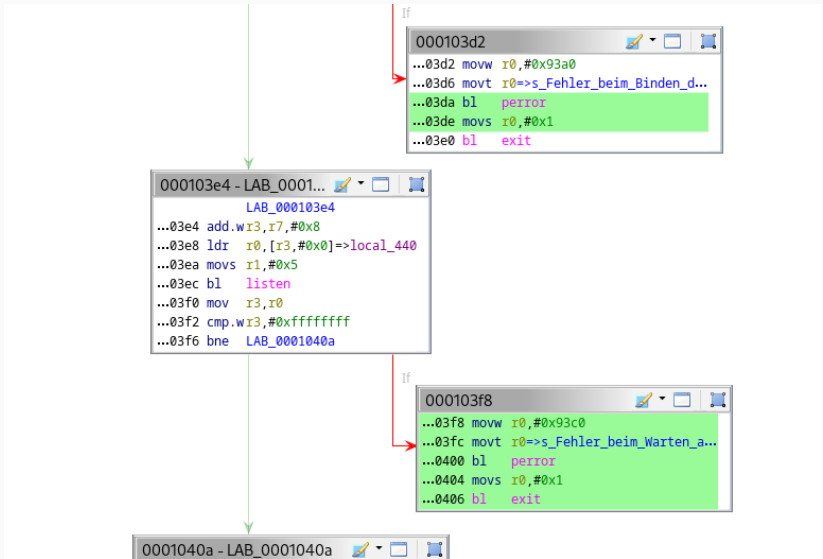 If
000103d2
...03d2 movw r0,#0x93a0
...03d6 movt r0=>s_Fehler_beim_Binden_d...
...03da bl perror
...03de movs r0,#0x1
...03e0 bl exit
000103e4 - LAB_0001...
LAB_000103e4
...03e4 add.w r3,r7,#0x8
...03e8 ldr r0,[r3,#0x0]=>local_440
...03ea movs r1,#0x5
...03ec bl listen
...03f0 mov r3,r0
...03f2 cmp.w r3,#0xffffffff
...03f6 bne LAB_0001040a
If
000103f8
...03f8 movw r0,#0x93c0
...03fc movt r0=>s_Fehler_beim_Warten_a...
...0400 bl perror
...0404 movs r0,#0x1
...0406 bl exit
0001040a - LAB_0001040a